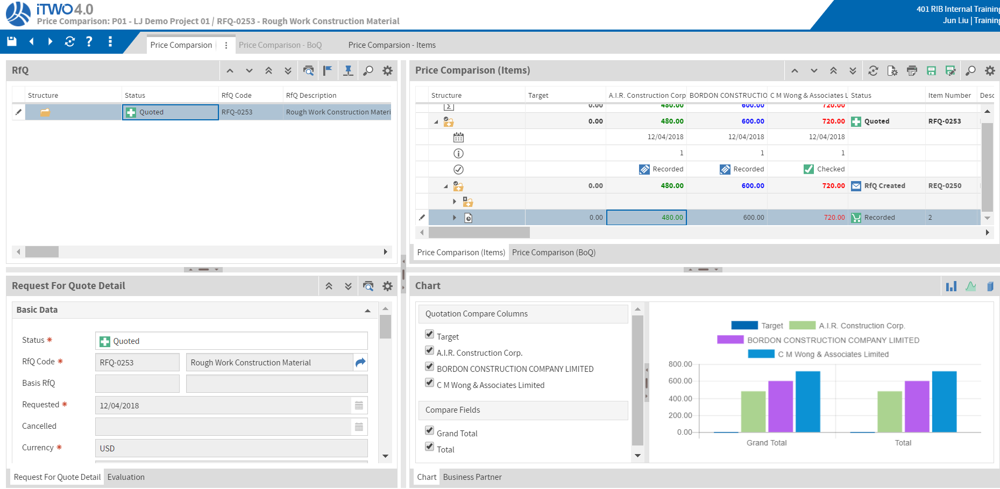 iTWO 4.0
Price Comparison: P01 - LJ Demo Project 01 / RFQ-0253 - Rough Work Construction Material
401 RIB Internal Training
Jun Liu | Training
Price Comparsion
Price Comparison - BoQ
Price Comparsion - Items
RfQ
Structure Status RfQ Code RfQ Description
Quoted RFQ-0253 Rough Work Construction Materi
Price Comparison (Items)
Structure Target A.I.R. Construction Corp BORDON CONSTRUCTIO C M Wong & Associates L Status Item Number Desc
0.00 480.00 600.00 720.00
0.00 480.00 600.00 720.00 Quoted RFQ-0253
12/04/2018 12/04/2018 12/04/2018
1 1 1
Recorded Recorded Checked
0.00 480.00 600.00 720.00 RfQ Created REQ-0250
0.00 480.00 600.00 720.00 Recorded 2
Price Comparison (Items) Price Comparison (BoQ)
Request For Quote Detail
Basic Data
Status * Quoted
RfQ Code * RFQ-0253 Rough Work Construction Material
Basis RfQ
Requested * 12/04/2018
Cancelled
Currency * USD
Request For Quote Detail Evaluation
Chart
Quotation Compare Columns
Target
A.I.R. Construction Corp.
BORDON CONSTRUCTION COMPANY LIMITED
C M Wong & Associates Limited
Compare Fields
Grand Total
Total
Target A.I.R. Construction Corp.
BORDON CONSTRUCTION COMPANY LIMITED
C M Wong & Associates Limited
800.00
600.00
400.00
200.00
0.00
Grand Total Total
Chart Business Partner